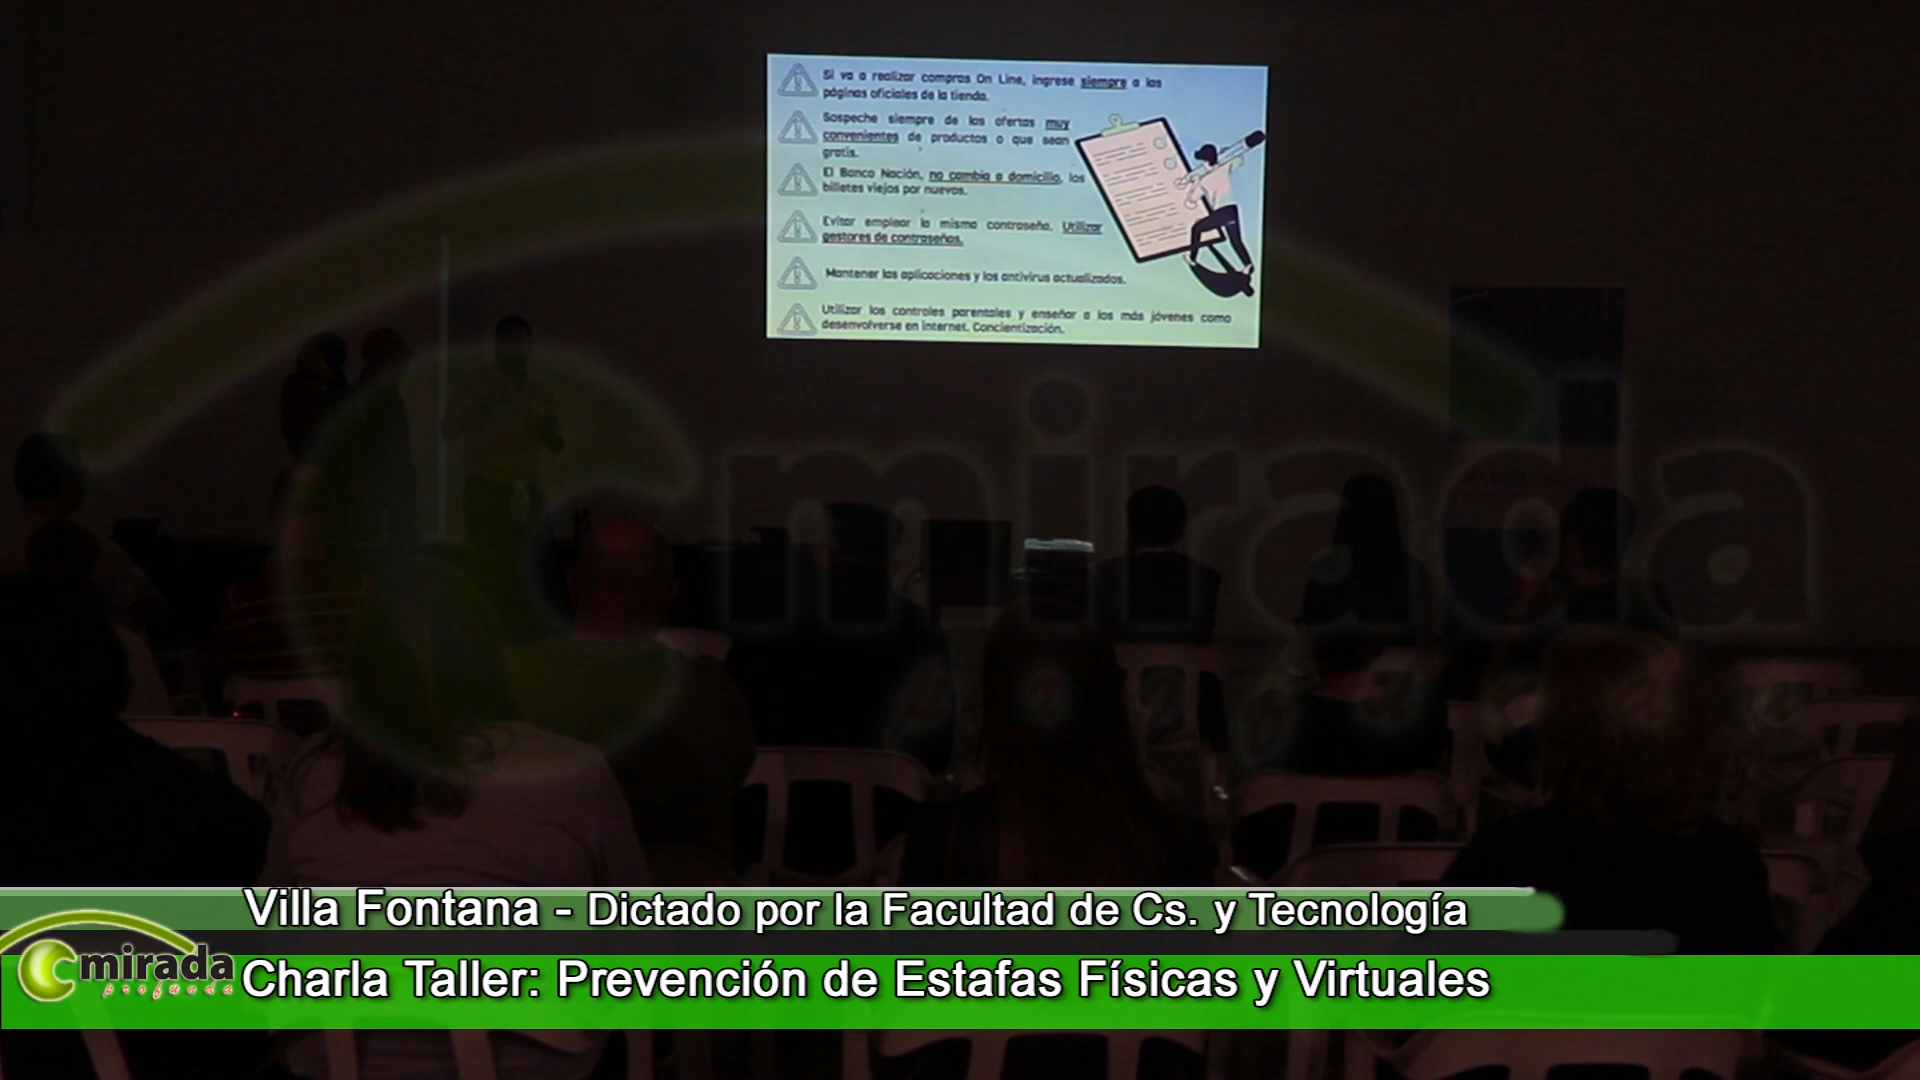 Si va a realizar compras On Line, ingrese siempre a las
páginas oficiales de la tienda.
Sospeche siempre de las ofertas muy
convenientes de productos o que sean
gratis.
El Banco Nación, no cambia a domicilio, los
billetes viejos por nuevos.
Evitar emplear la misma contraseña. Utilizar
gestores de contraseñas.
Mantener las aplicaciones y los antivirus actualizados.
Utilizar los controles parentales y enseñar a los más jóvenes como
desenvolverse en internet. Concientización.
mirada
Villa Fontana - Dictado por la Facultad de Cs. y Tecnología
mirada
profunda
Charla Taller: Prevención de Estafas Físicas y Virtuales